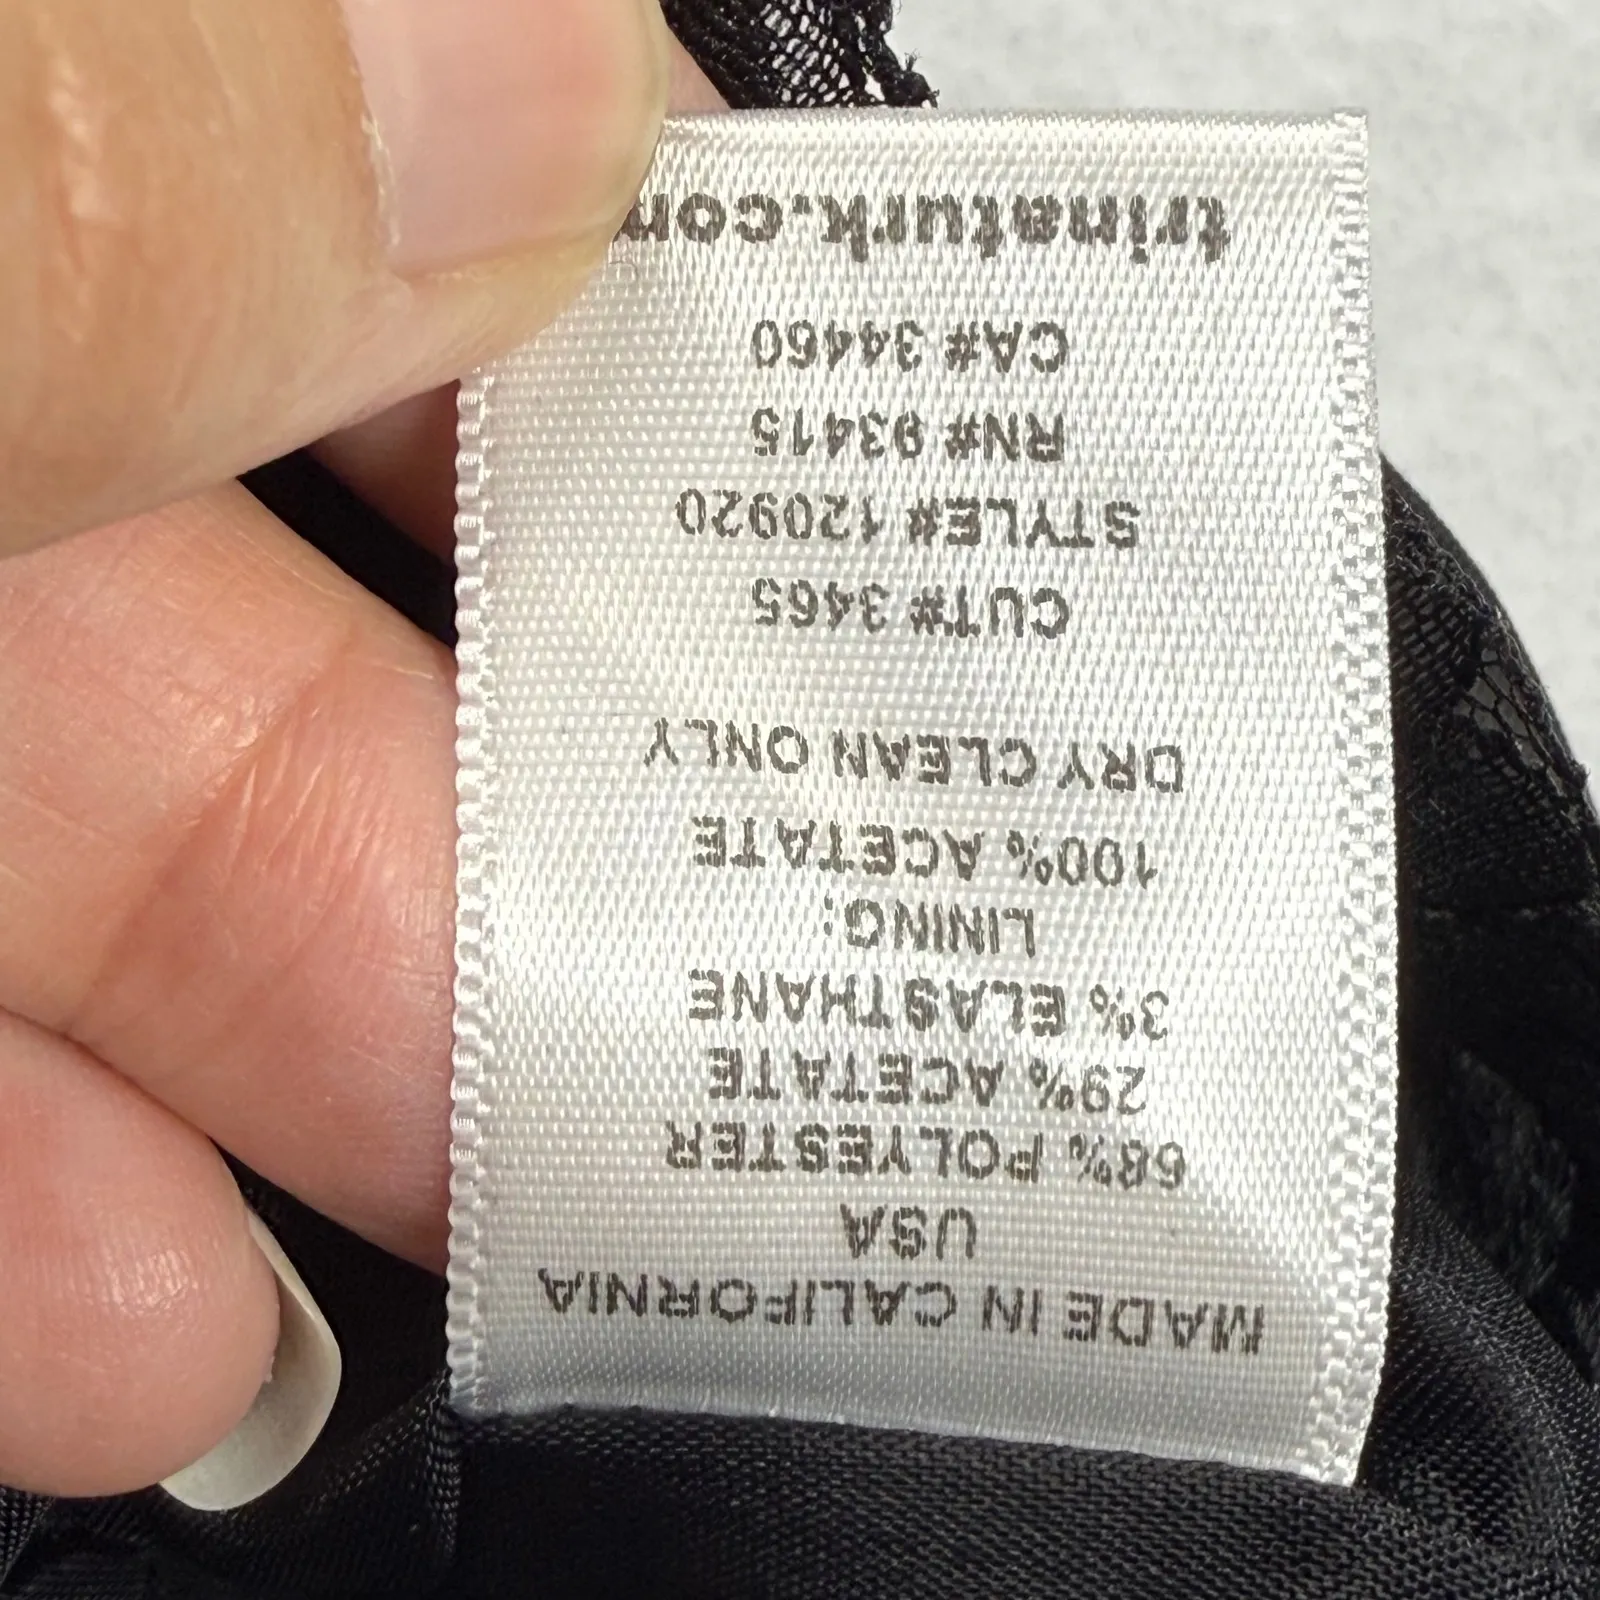 MADE IN CALIFORNIA
USA
68% POLYESTER
29% ACETATE
3% ELASTHANE
LINING:
100% ACETATE
DRY CLEAN ONLY
CUT# 3465
STYLE# 120920
RN# 93415
CA# 34460
trinaturk.com